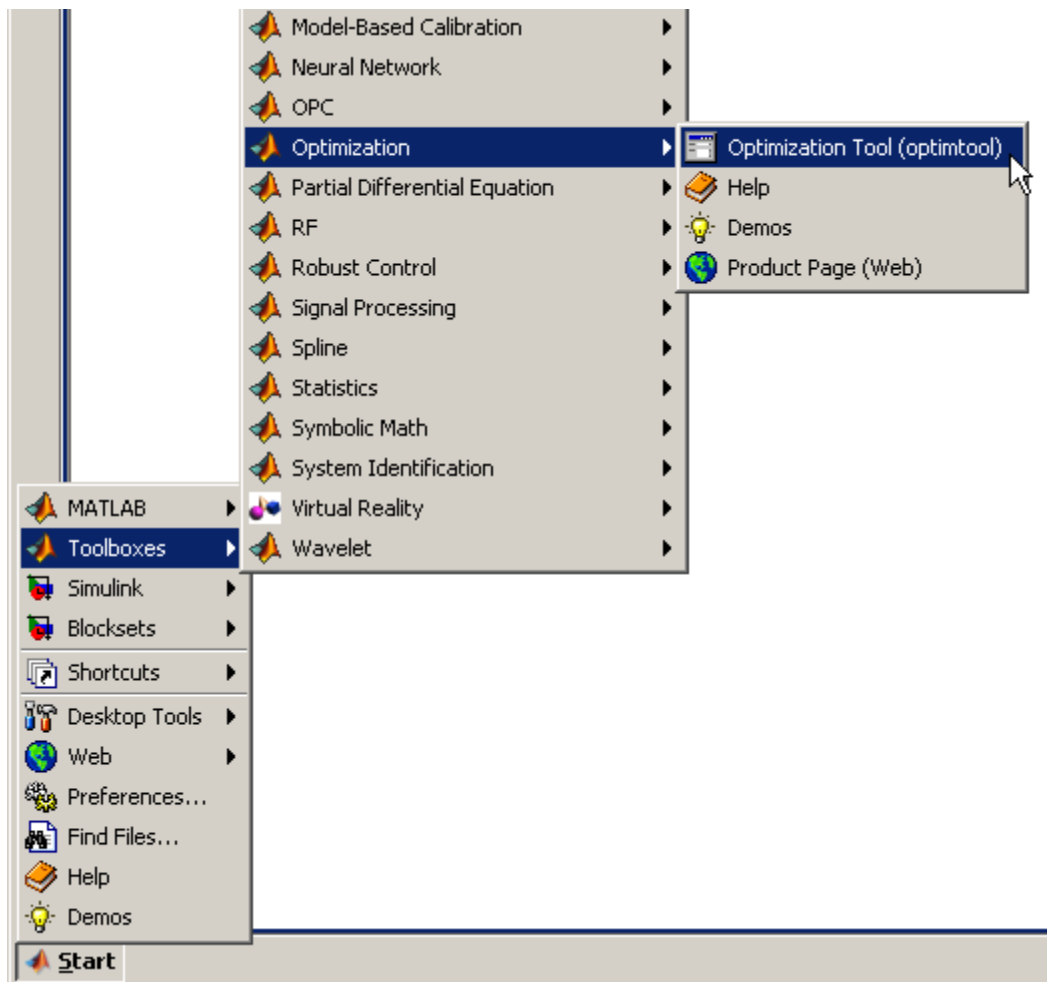 Model-Based Calibration
Neural Network
OPC
Optimization
Partial Differential Equation
RF
Robust Control
Signal Processing
Spline
Statistics
Symbolic Math
System Identification
Virtual Reality
Wavelet
Optimization Tool (optimtool)
Help
Demos
Product Page (Web)
MATLAB
Toolboxes
Simulink
Blocksets
Shortcuts
Desktop Tools
Web
Preferences...
Find Files...
Help
Demos
Start